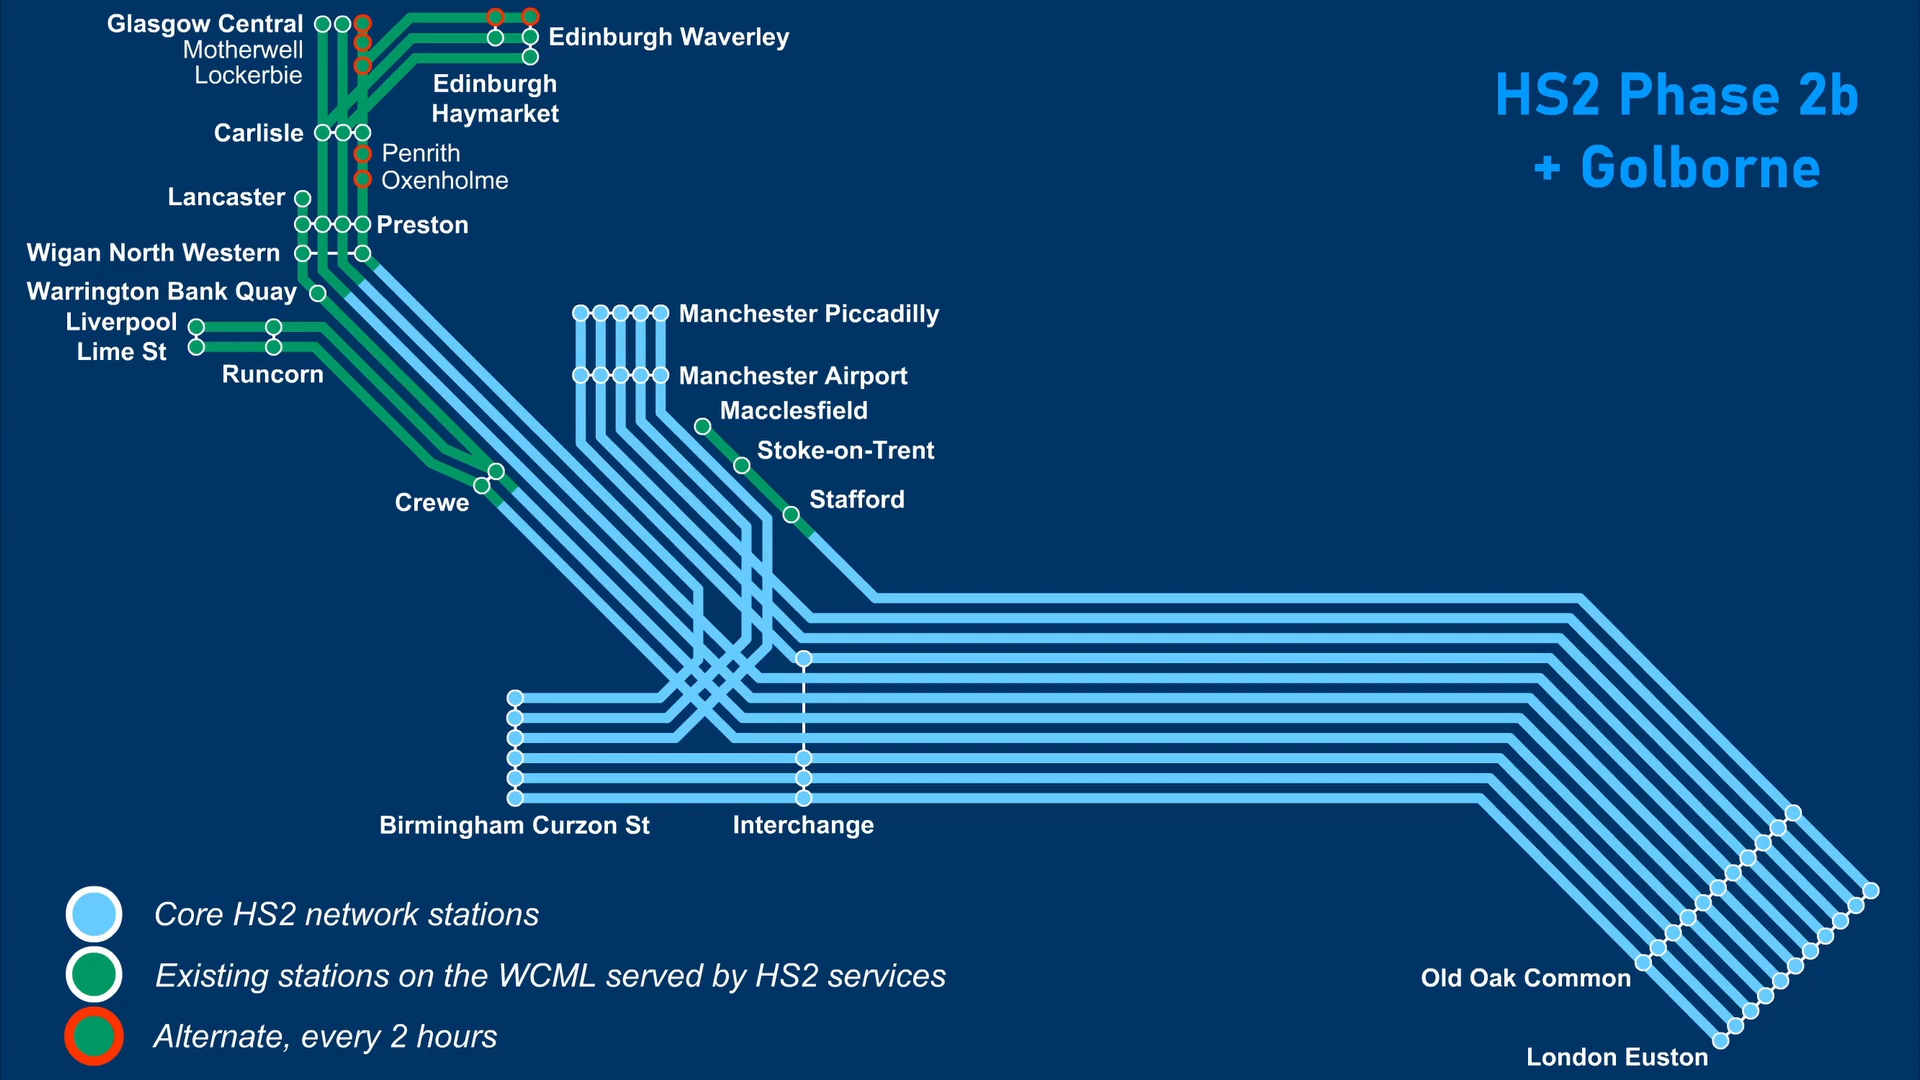 Glasgow Central
Motherwell
Lockerbie
Edinburgh Waverley
Edinburgh
Haymarket
HS2 Phase 2b
+ Golborne
Carlisle
Penrith
Oxenholme
Lancaster
Preston
Wigan North Western
Warrington Bank Quay
Liverpool
Lime St
Runcorn
Manchester Piccadilly
Manchester Airport
Macclesfield
Stoke-on-Trent
Stafford
Crewe
Birmingham Curzon St
Interchange
Core HS2 network stations
Existing stations on the WCML served by HS2 services
Alternate, every 2 hours
Old Oak Common
London Euston